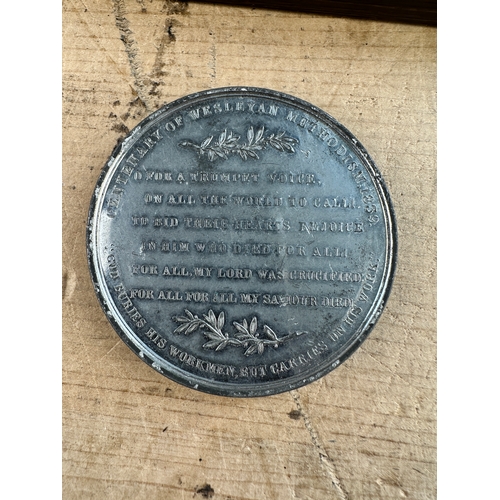 CENTENARY OF WESLEYAN METHODISM, 1839,
O FOR A TRUMPET VOICE,
ON ALL THE WORLD TO CALL,
TO BID THEIR HEARTS REJOICE
IN HIM WHO DIED FOR ALL!
FOR ALL, MY LORD WAS CRUCIFIED,
FOR ALL FOR ALL MY SAVIOUR DIED!
GOD BURIES HIS WORKMEN, BUT CARRIES ON HIS WORK